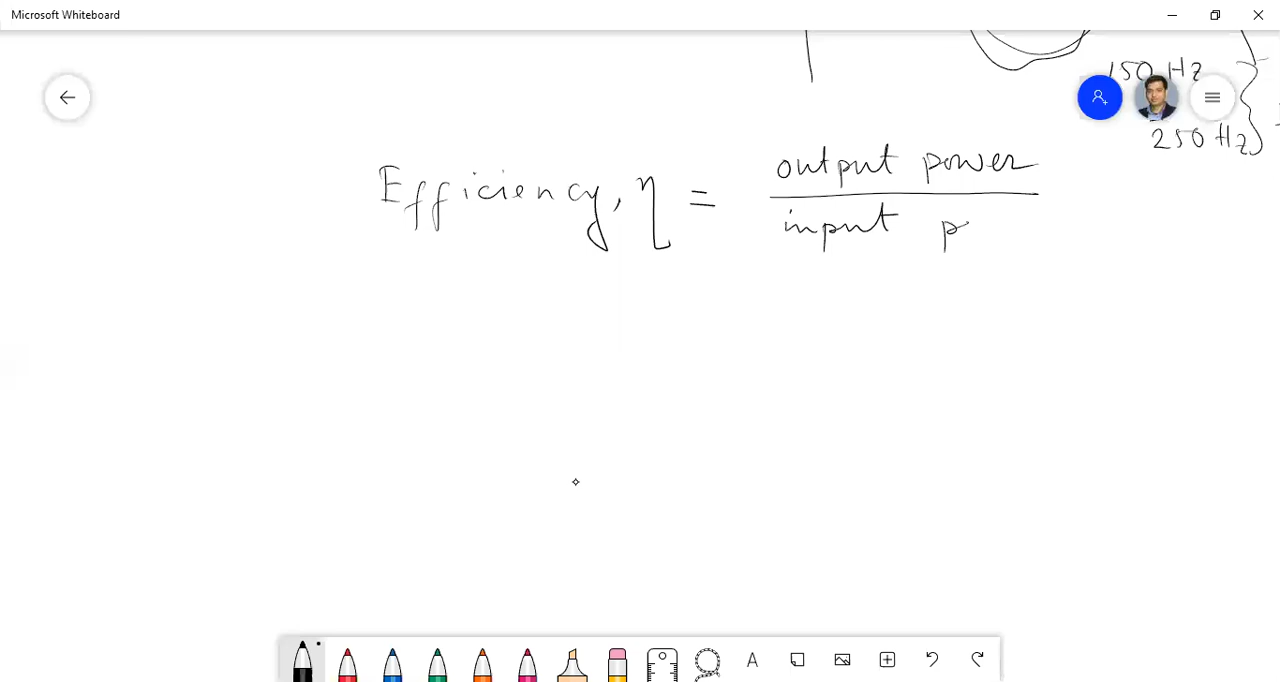 Microsoft Whiteboard
150 Hz
250 Hz
Efficiency, η = output power
input p
A